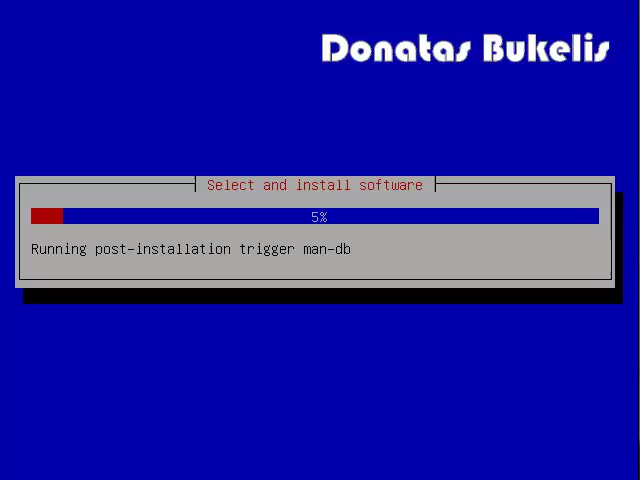 Donatas Bukelis
Select and install software
5%
Running post-installation trigger man-db